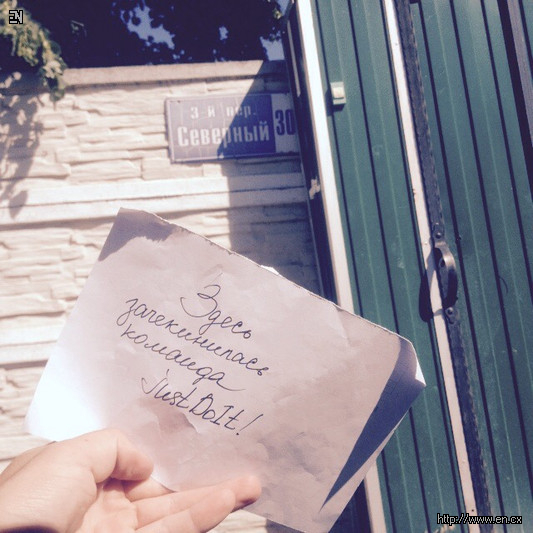 EN
3-й пер.
Северный 30
Здесь
зачекинилась
команда
JustDoIt!
http://www.en.cx